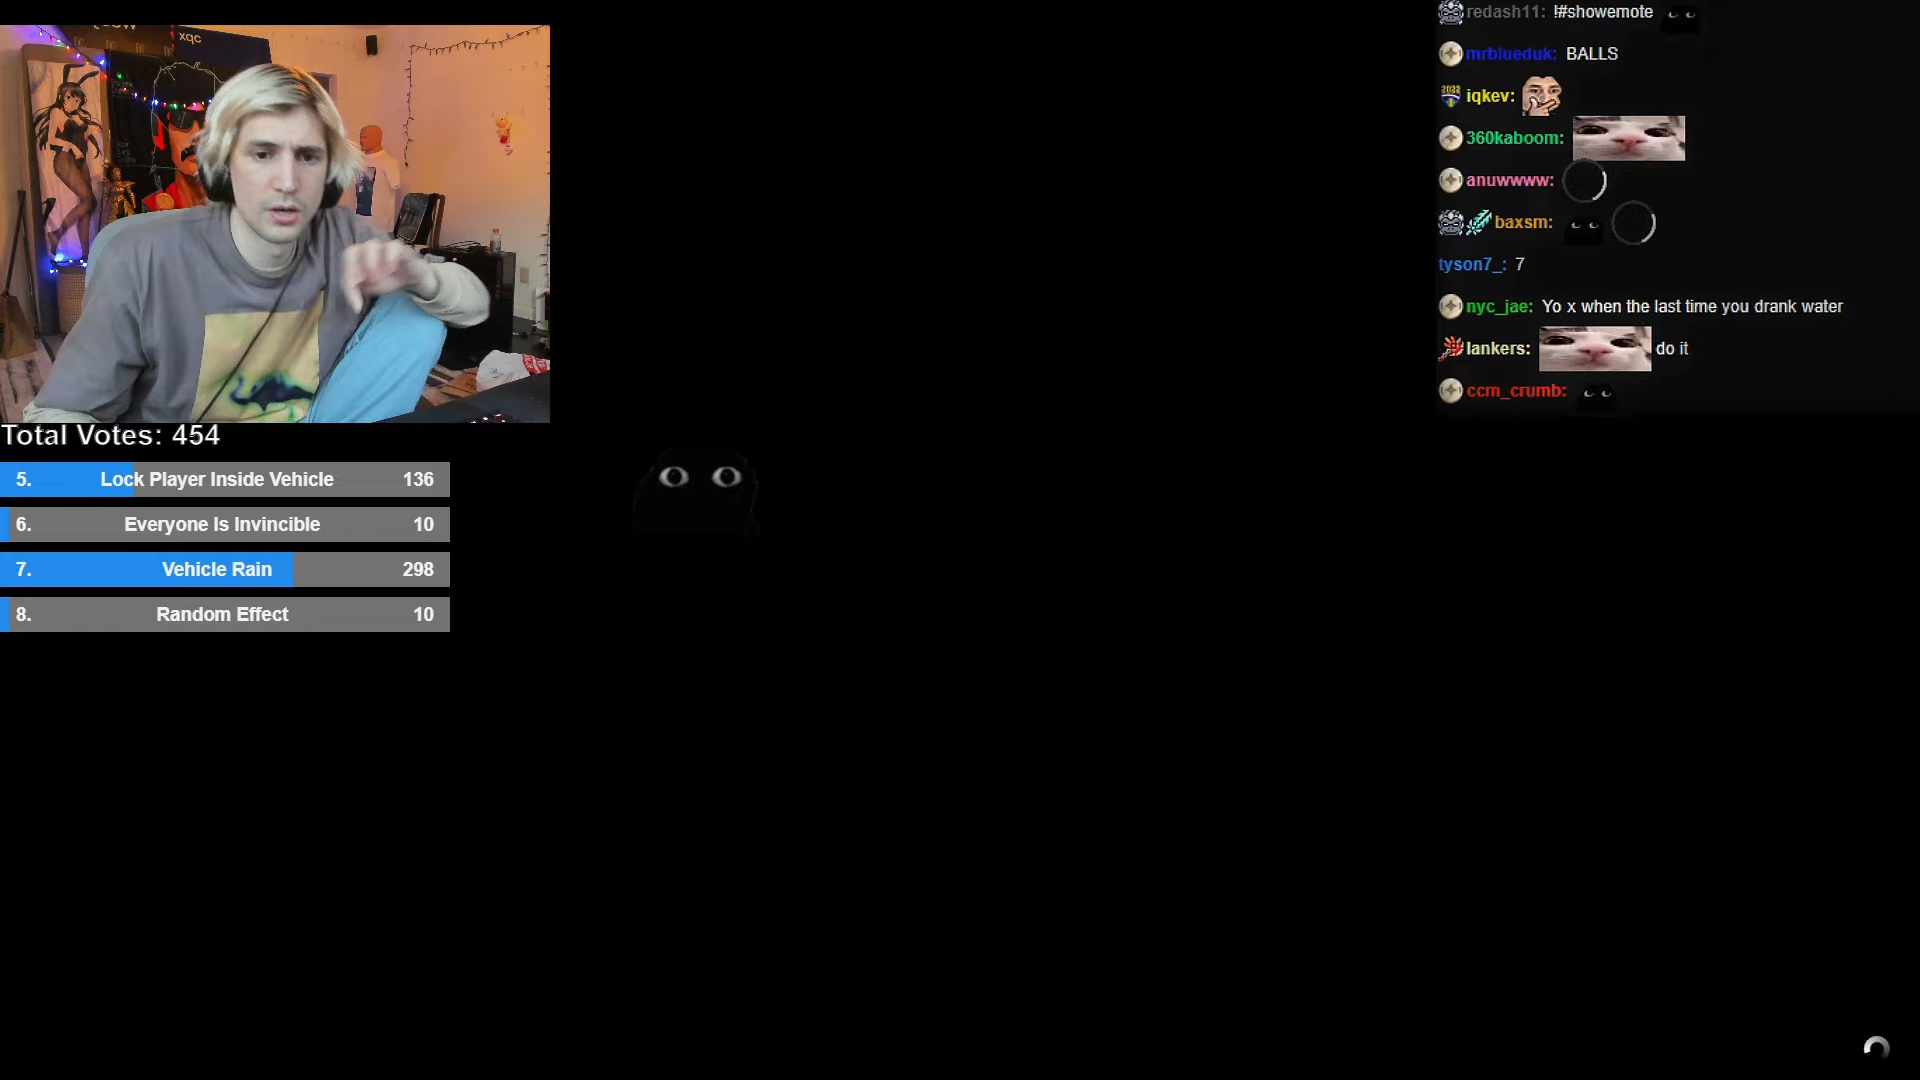 xqc
redash11: !#showemote
mrblueduk: BALLS
iqkev:
360kaboom:
anuwwww:
baxsm:
tyson7_: 7
nyc_jae: Yo x when the last time you drank water
lankers: do it
ccm_crumb:
Total Votes: 454
5. Lock Player Inside Vehicle 136
6. Everyone Is Invincible 10
7. Vehicle Rain 298
8. Random Effect 10